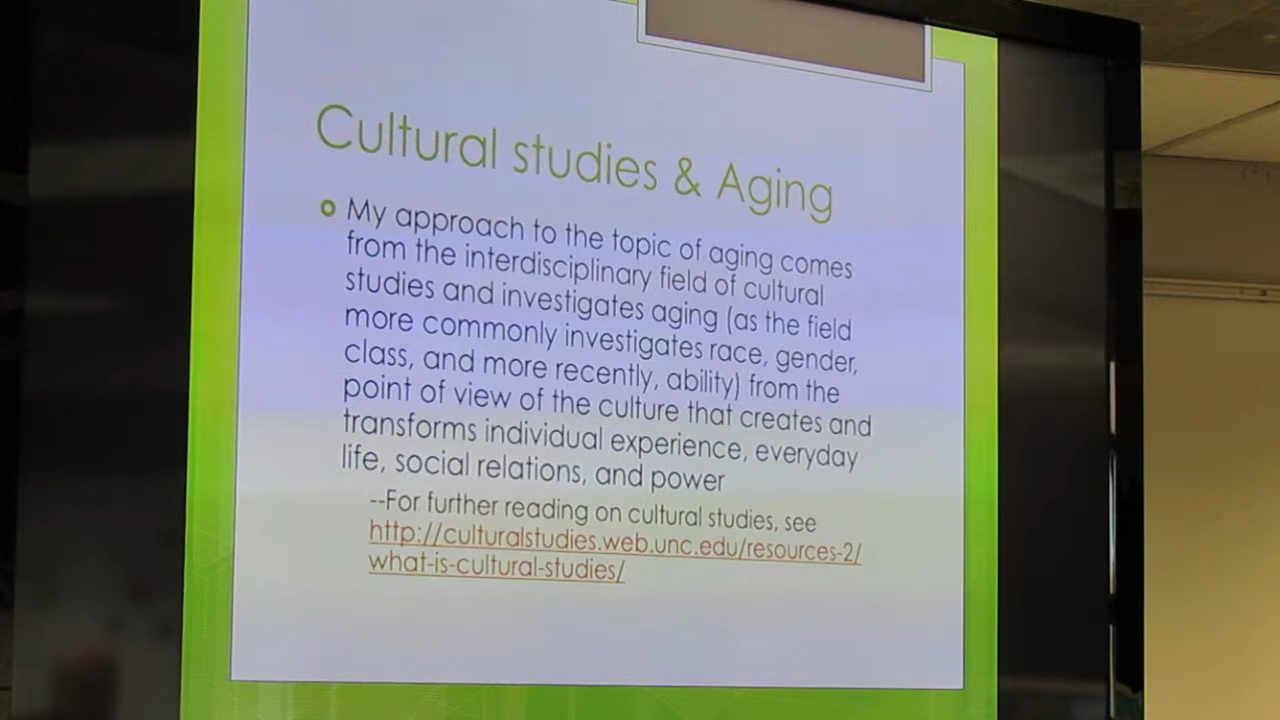 Cultural studies & Aging
My approach to the topic of aging comes
from the interdisciplinary field of cultural
studies and investigates aging (as the field
more commonly investigates race, gender,
class, and more recently, ability) from the
point of view of the culture that creates and
transforms individual experience, everyday
life, social relations, and power
--For further reading on cultural studies, see
http://culturalstudies.web.unc.edu/resources-2/
what-is-cultural-studies/